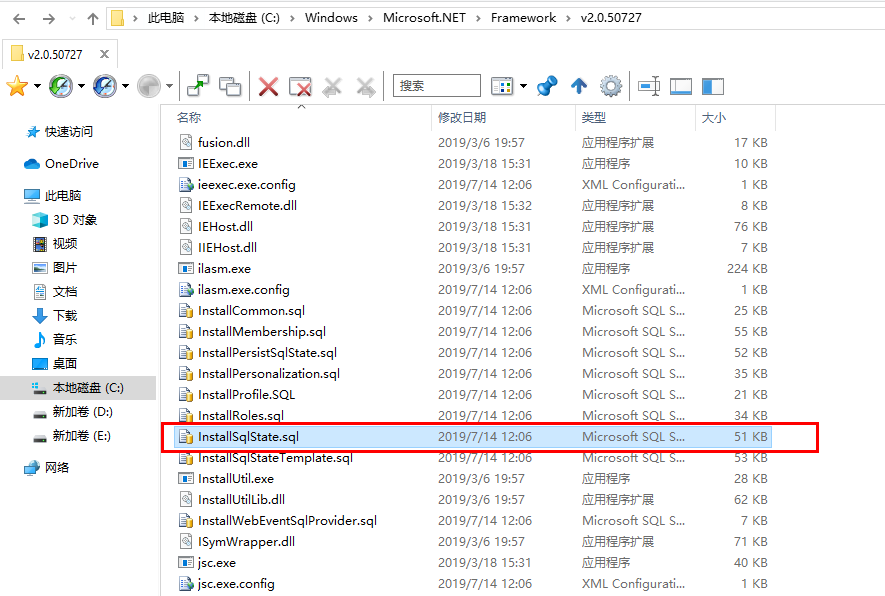 此电脑 › 本地磁盘 (C:) › Windows › Microsoft.NET › Framework › v2.0.50727
v2.0.50727
搜索
快速访问
OneDrive
此电脑
3D 对象
视频
图片
文档
下载
音乐
桌面
本地磁盘 (C:)
新加卷 (D:)
新加卷 (E:)
网络
名称 修改日期 类型 大小
fusion.dll 2019/3/6 19:57 应用程序扩展 17 KB
IEExec.exe 2019/3/18 15:31 应用程序 10 KB
ieexec.exe.config 2019/7/14 12:06 XML Configurati... 1 KB
IEExecRemote.dll 2019/3/18 15:32 应用程序扩展 8 KB
IEHost.dll 2019/3/18 15:31 应用程序扩展 76 KB
IIEHost.dll 2019/3/18 15:31 应用程序扩展 7 KB
ilasm.exe 2019/3/6 19:57 应用程序 224 KB
ilasm.exe.config 2019/7/14 12:06 XML Configurati... 1 KB
InstallCommon.sql 2019/7/14 12:06 Microsoft SQL S... 25 KB
InstallMembership.sql 2019/7/14 12:06 Microsoft SQL S... 55 KB
InstallPersistSqlState.sql 2019/7/14 12:06 Microsoft SQL S... 52 KB
InstallPersonalization.sql 2019/7/14 12:06 Microsoft SQL S... 35 KB
InstallProfile.SQL 2019/7/14 12:06 Microsoft SQL S... 21 KB
InstallRoles.sql 2019/7/14 12:06 Microsoft SQL S... 34 KB
InstallSqlState.sql 2019/7/14 12:06 Microsoft SQL S... 51 KB
InstallSqlStateTemplate.sql 2019/7/14 12:06 Microsoft SQL S... 53 KB
InstallUtil.exe 2019/3/6 19:57 应用程序 28 KB
InstallUtilLib.dll 2019/3/6 19:57 应用程序扩展 62 KB
InstallWebEventSqlProvider.sql 2019/7/14 12:06 Microsoft SQL S... 7 KB
ISymWrapper.dll 2019/3/6 19:57 应用程序扩展 71 KB
jsc.exe 2019/3/18 15:31 应用程序 40 KB
jsc.exe.config 2019/7/14 12:06 XML Configurati... 1 KB